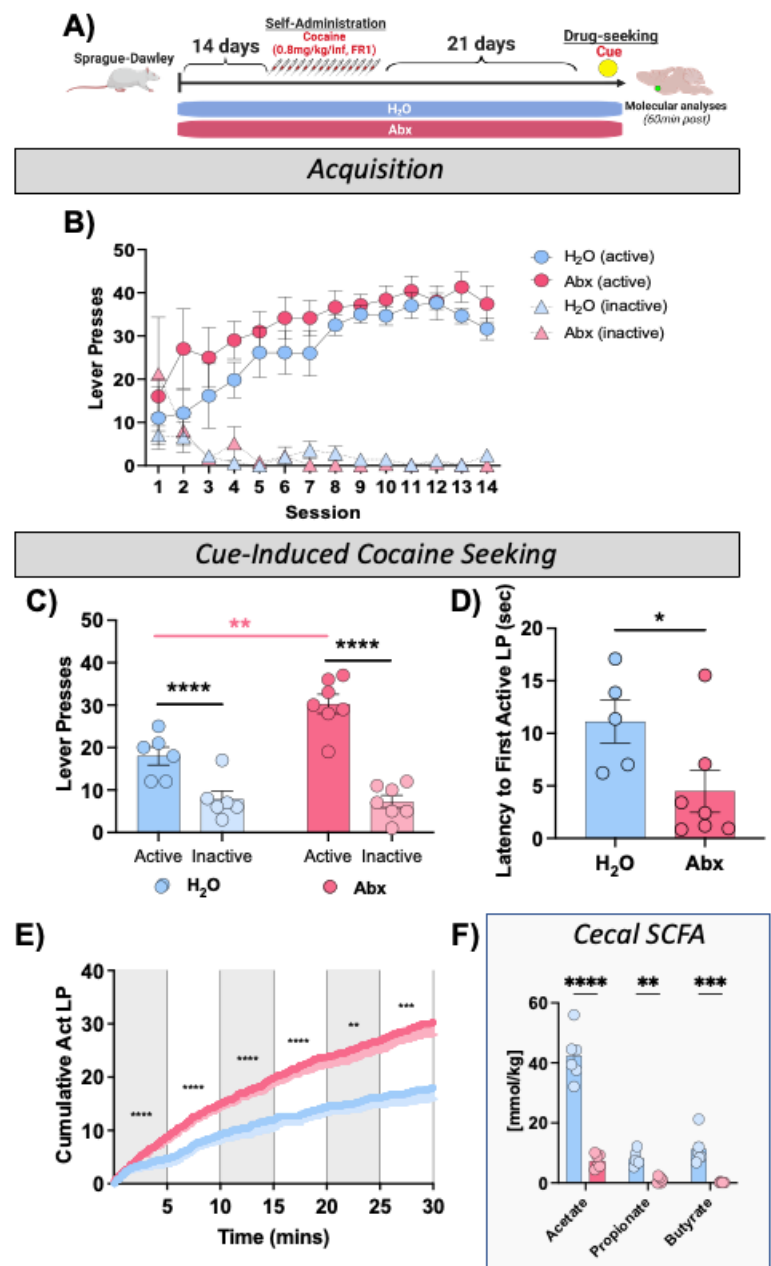 A)
Self-Administration
Cocaine
(0.8mg/kg/inf, FR1)
Drug-seeking
Cue
Sprague-Dawley
14 days
21 days
H₂O
Abx
Molecular analyses
(60min post)
Acquisition
B)
Lever Presses
50
40
30
20
10
0
1 2 3 4 5 6 7 8 9 10 11 12 13 14
Session
H₂O (active)
Abx (active)
H₂O (inactive)
Abx (inactive)
Cue-Induced Cocaine Seeking
C)
Lever Presses
50
40
30
20
10
0
**
****
****
Active Inactive Active Inactive
H₂O Abx
D)
Latency to First Active LP (sec)
20
15
10
5
0
*
H₂O Abx
E)
Cumulative Act LP
40
30
20
10
0
**** **** **** **** ** ***
5 10 15 20 25 30
Time (mins)
F)
Cecal SCFA
**** ** ***
[mmol/kg]
60
40
20
0
Acetate
Propionate
Butyrate